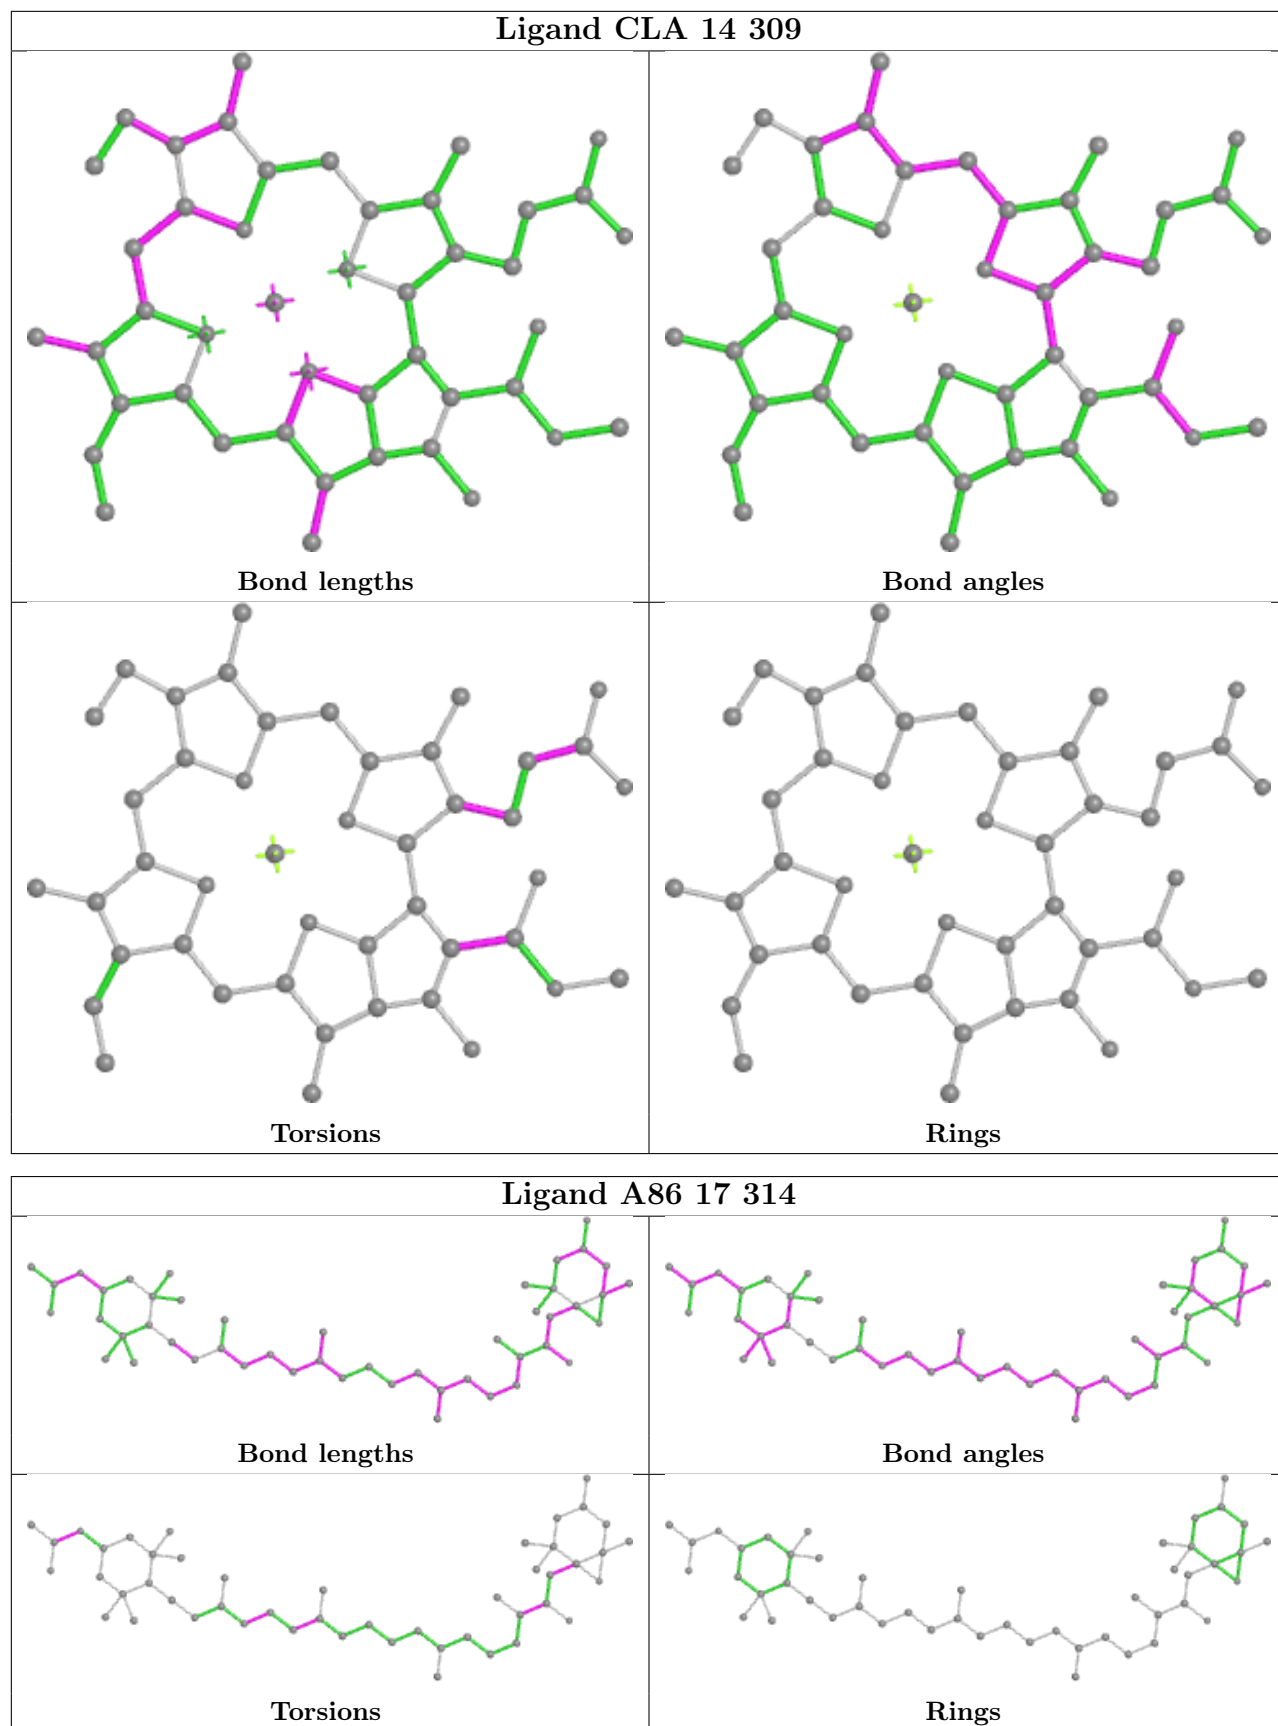 Ligand CLA 14 309
Bond lengths
Bond angles
Torsions
Rings
Ligand A86 17 314
Bond lengths
Bond angles
Torsions
Rings